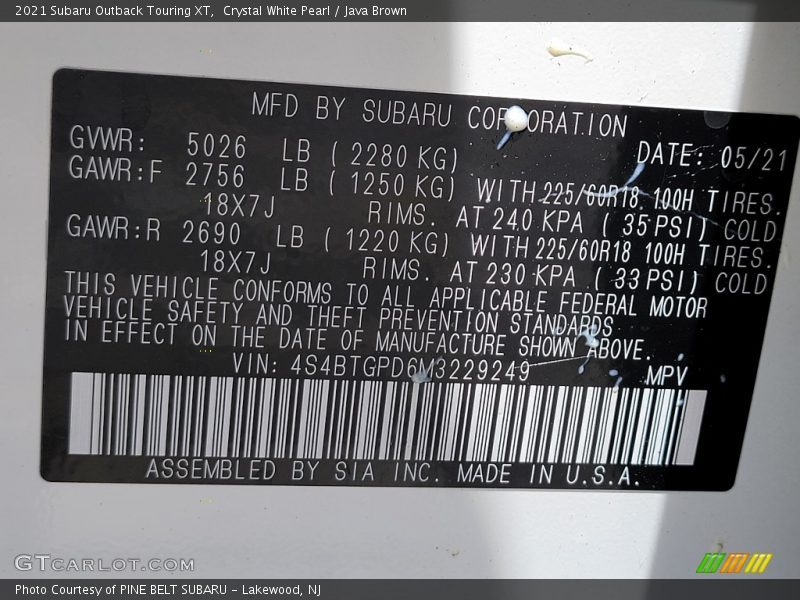 2021 Subaru Outback Touring XT, Crystal White Pearl / Java Brown
MFD BY SUBARU CORPORATION
GVWR: 5026 LB ( 2280 KG) DATE: 05/21
GAWR:F 2756 LB ( 1250 KG) WITH 225/60R18 100H TIRES.
18X7J RIMS. AT 240 KPA ( 35 PSI) COLD
GAWR:R 2690 LB ( 1220 KG) WITH 225/60R18 100H TIRES.
18X7J RIMS. AT 230 KPA ( 33 PSI) COLD
THIS VEHICLE CONFORMS TO ALL APPLICABLE FEDERAL MOTOR
VEHICLE SAFETY AND THEFT PREVENTION STANDARDS
IN EFFECT ON THE DATE OF MANUFACTURE SHOWN ABOVE.
VIN: 4S4BTGPD6M3229249 MPV
ASSEMBLED BY SIA INC. MADE IN U.S.A.
GTCARLOT.COM
Photo Courtesy of PINE BELT SUBARU - Lakewood, NJ